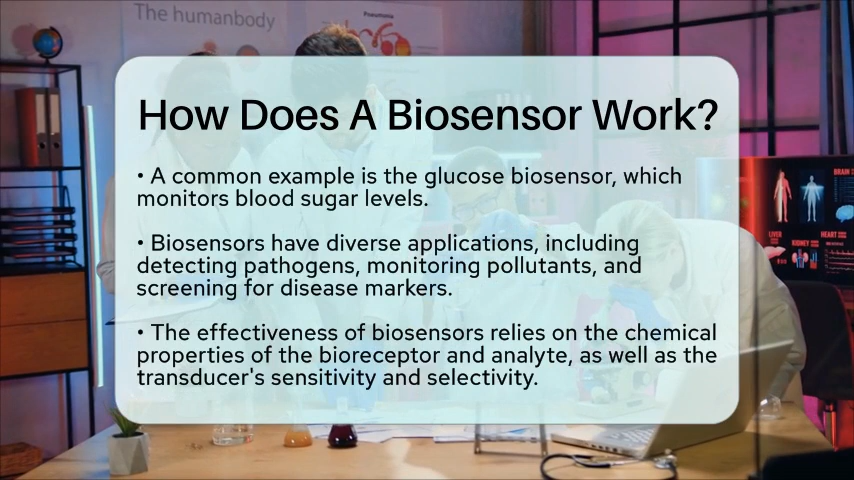 The humanbody
Pneumonia
How Does A Biosensor Work?
• A common example is the glucose biosensor, which
monitors blood sugar levels.
• Biosensors have diverse applications, including
detecting pathogens, monitoring pollutants, and
screening for disease markers.
• The effectiveness of biosensors relies on the chemical
properties of the bioreceptor and analyte, as well as the
transducer's sensitivity and selectivity.
BRAIN
LIVER
HEART
KIDNEY